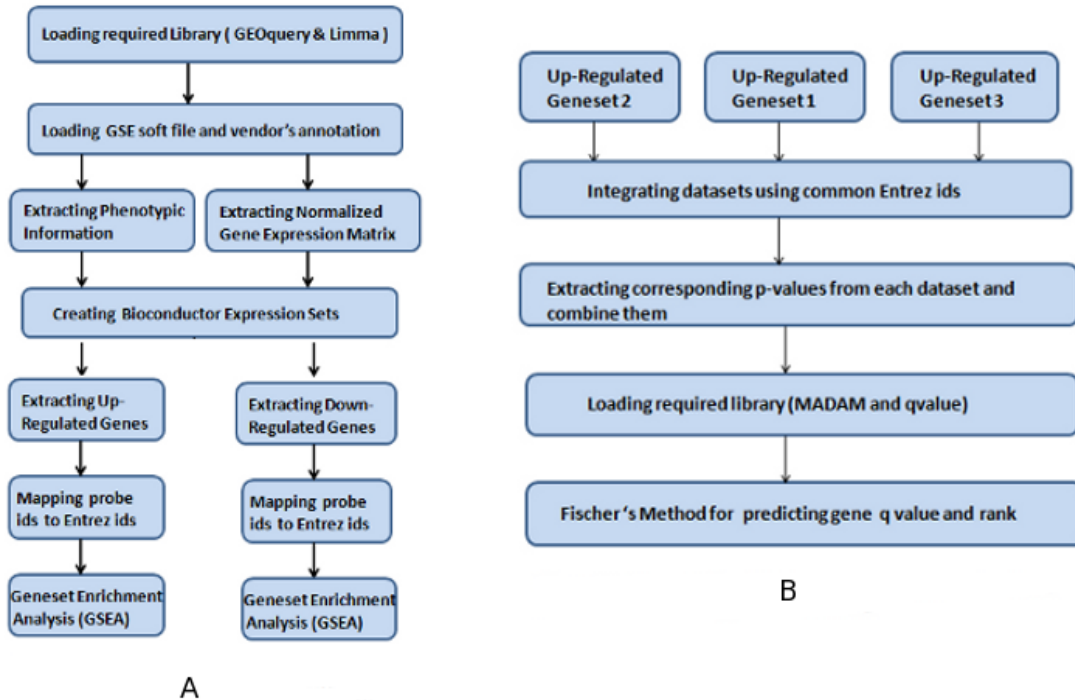 Loading required Library ( GEOquery & Limma )
Loading GSE soft file and vendor's annotation
Extracting Phenotypic
Information
Extracting Normalized
Gene Expression Matrix
Creating Bioconductor Expression Sets
Extracting Up-
Regulated Genes
Extracting Down-
Regulated Genes
Mapping probe
ids to Entrez ids
Mapping probe
ids to Entrez ids
Geneset Enrichment
Analysis (GSEA)
Geneset Enrichment
Analysis (GSEA)
A
Up-Regulated
Geneset 2
Up-Regulated
Geneset 1
Up-Regulated
Geneset 3
Integrating datasets using common Entrez ids
Extracting corresponding p-values from each dataset and
combine them
Loading required library (MADAM and qvalue)
Fischer's Method for predicting gene q value and rank
B